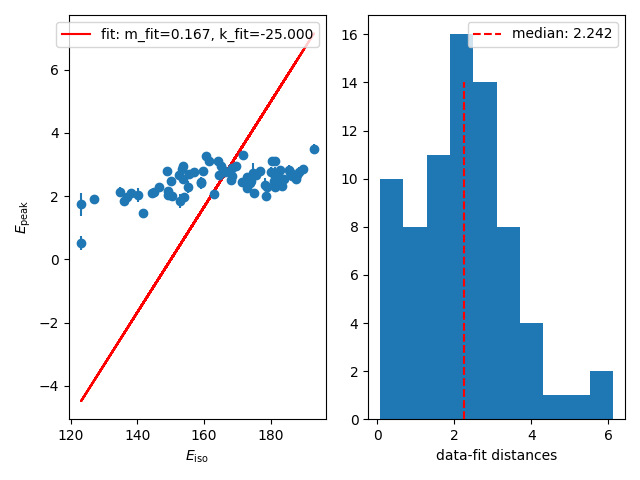 fit: m_fit=0.167, k_fit=-25.000
6
4
2
0
−2
−4
E_peak
120 140 160 180
E_iso
median: 2.242
16
14
12
10
8
6
4
2
0
0 2 4 6
data-fit distances